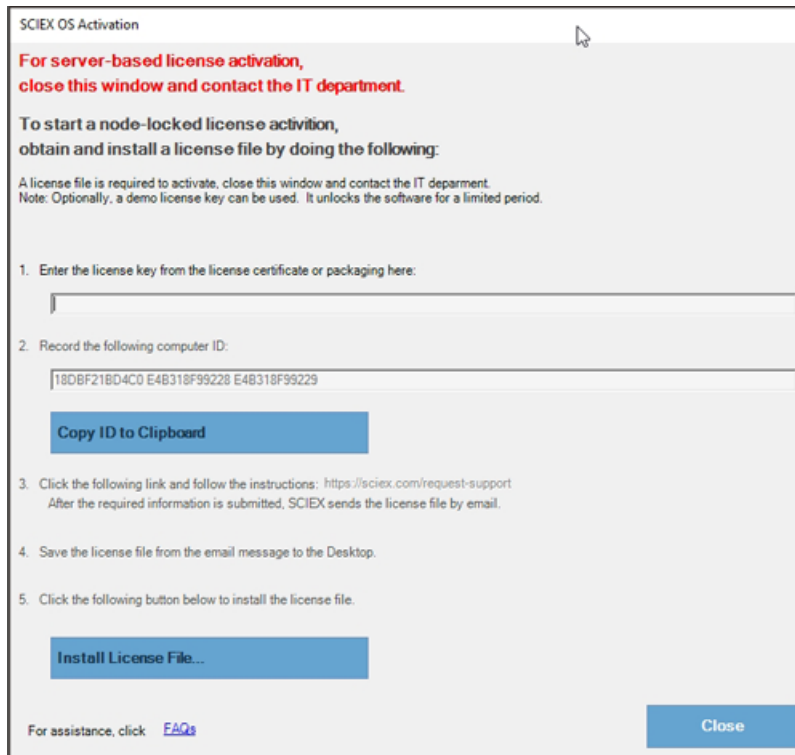 SCIEX OS Activation
For server-based license activation,
close this window and contact the IT department.
To start a node-locked license activition,
obtain and install a license file by doing the following:
A license file is required to activate, close this window and contact the IT deparment.
Note: Optionally, a demo license key can be used. It unlocks the software for a limited period.
1. Enter the license key from the license certificate or packaging here:
2. Record the following computer ID:
18DBF21BD4C0 E4B318F99228 E4B318F99229
Copy ID to Clipboard
3. Click the following link and follow the instructions: https://sciex.com/request-support
After the required information is submitted, SCIEX sends the license file by email.
4. Save the license file from the email message to the Desktop.
5. Click the following button below to install the license file.
Install License File...
For assistance, click FAQs
Close